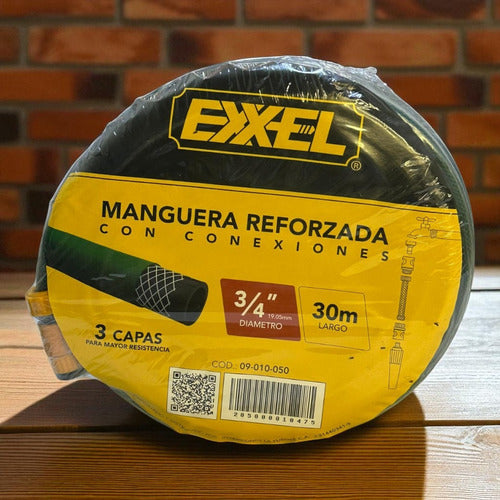 EXXEL
®
MANGUERA REFORZADA
CON CONEXIONES
3/4" 19.05mm
DIAMETRO
30m
LARGO
3 CAPAS
PARA MAYOR RESISTENCIA
COD.: 09-010-050
285000010475